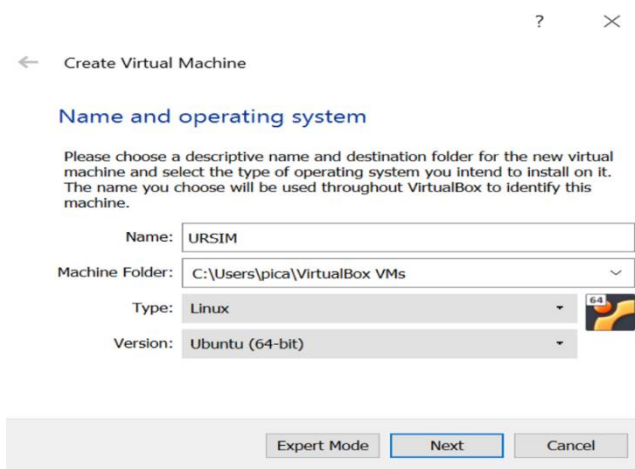 ?
Create Virtual Machine
Name and operating system
Please choose a descriptive name and destination folder for the new virtual
machine and select the type of operating system you intend to install on it.
The name you choose will be used throughout VirtualBox to identify this
machine.
Name: URSIM
Machine Folder: C:\Users\pica\VirtualBox VMs
Type: Linux
64
Version: Ubuntu (64-bit)
Expert Mode Next Cancel